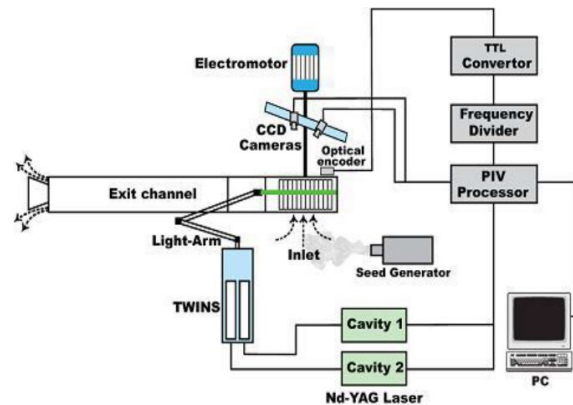 Electromotor
TTL
Convertor
CCD
Cameras
Frequency
Divider
Optical
encoder
PIV
Processor
Exit channel
Light-Arm
Inlet
Seed Generator
TWINS
Cavity 1
Cavity 2
Nd-YAG Laser
PC